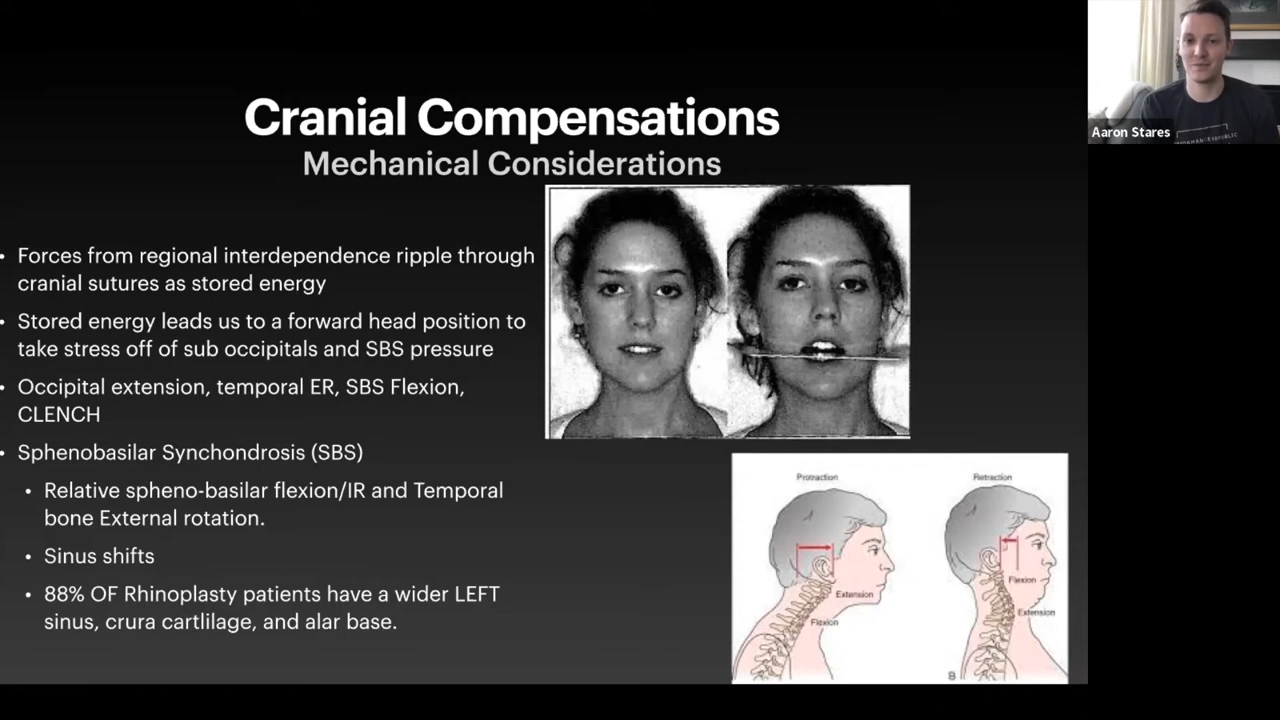 Cranial Compensations
Mechanical Considerations
• Forces from regional interdependence ripple through
cranial sutures as stored energy
• Stored energy leads us to a forward head position to
take stress off of sub occipitals and SBS pressure
• Occipital extension, temporal ER, SBS Flexion,
CLENCH
• Sphenobasilar Synchondrosis (SBS)
• Relative spheno-basilar flexion/IR and Temporal
bone External rotation.
• Sinus shifts
• 88% OF Rhinoplasty patients have a wider LEFT
sinus, crura cartlilage, and alar base.
Protraction
Extension
Flexion
Retraction
Flexion
Extension
B
Aaron Stares